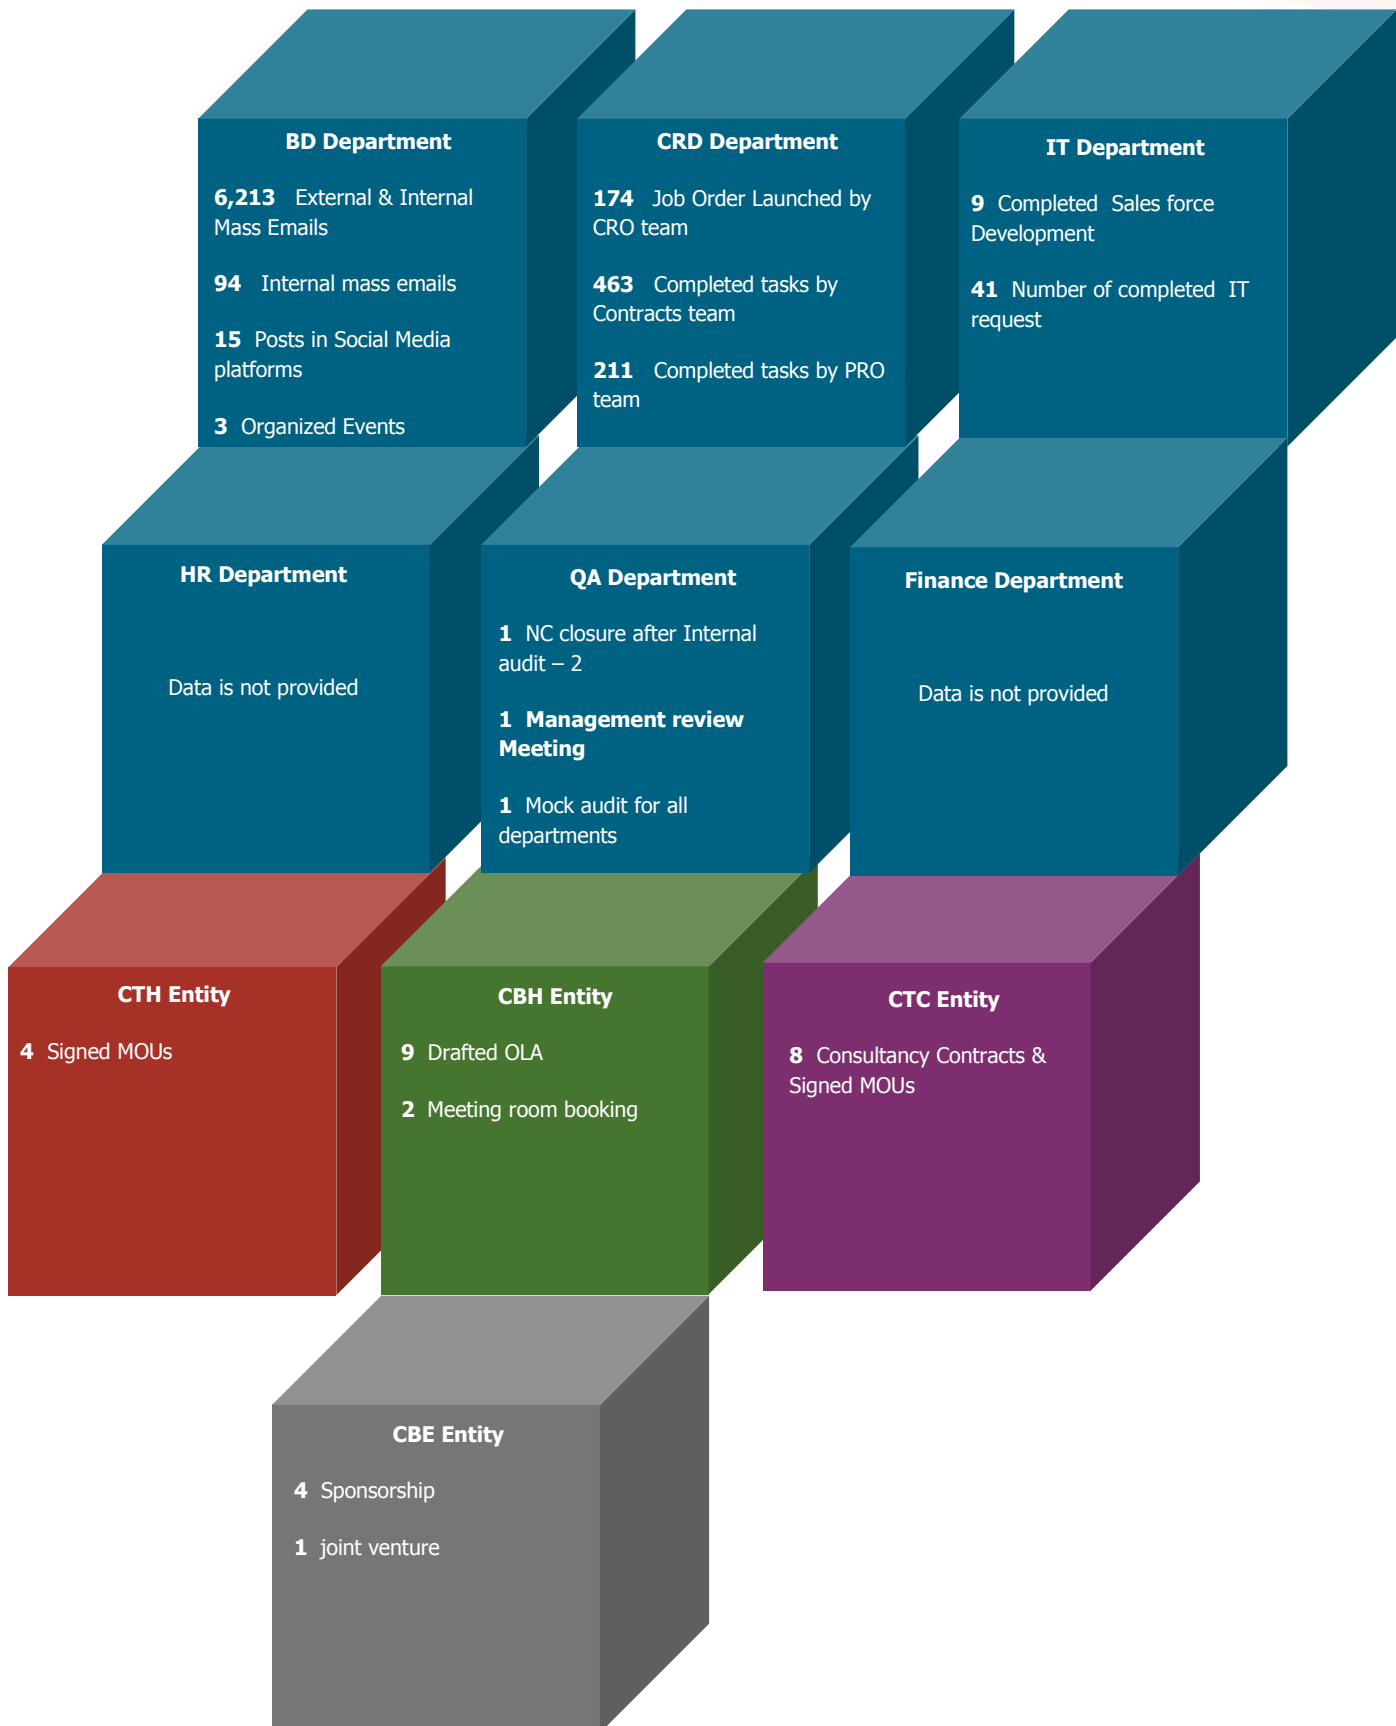 BD Department
6,213 External & Internal
Mass Emails
94 Internal mass emails
15 Posts in Social Media
platforms
3 Organized Events
CRD Department
174 Job Order Launched by
CRO team
463 Completed tasks by
Contracts team
211 Completed tasks by PRO
team
IT Department
9 Completed Sales force
Development
41 Number of completed IT
request
HR Department
Data is not provided
QA Department
1 NC closure after Internal
audit – 2
1 Management review
Meeting
1 Mock audit for all
departments
Finance Department
Data is not provided
CTH Entity
4 Signed MOUs
CBH Entity
9 Drafted OLA
2 Meeting room booking
CTC Entity
8 Consultancy Contracts &
Signed MOUs
CBE Entity
4 Sponsorship
1 joint venture